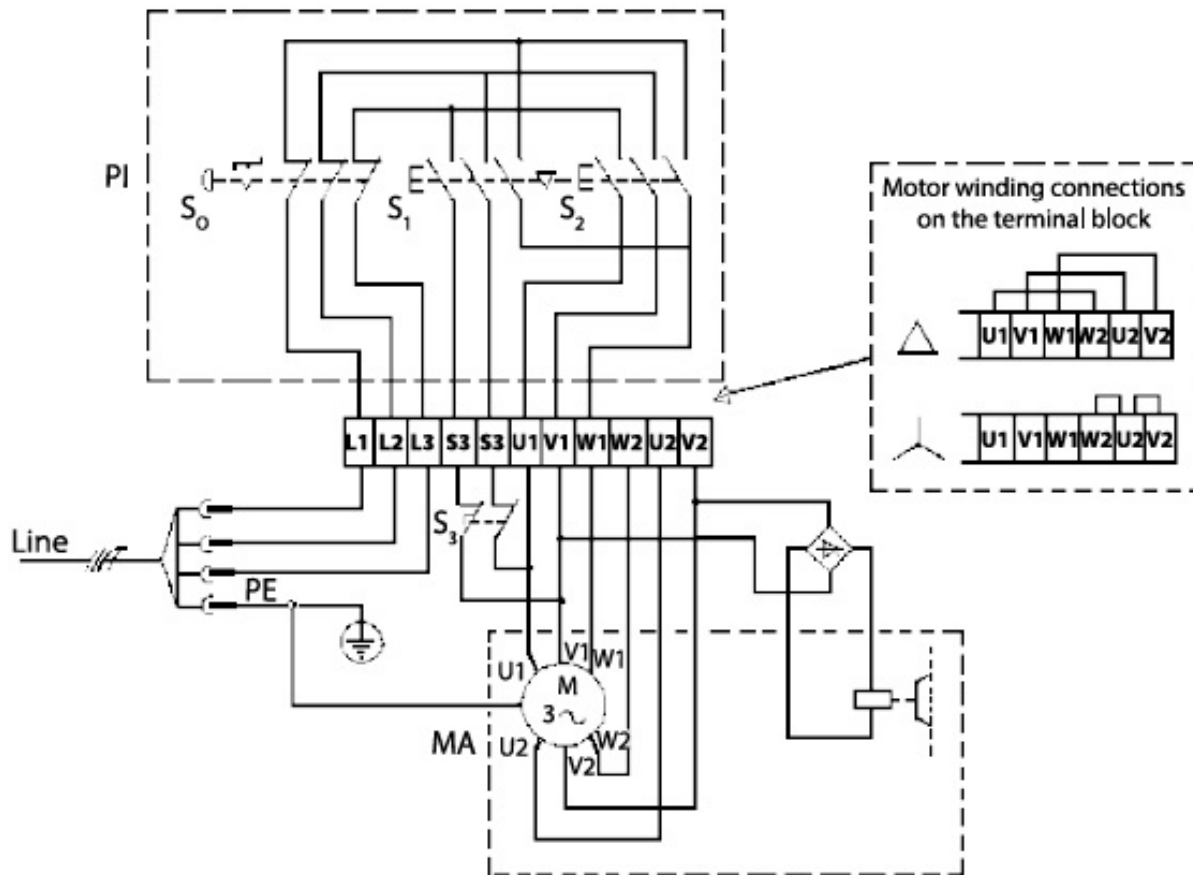 PI
S0
S1
S2
Motor winding connections
on the terminal block
U1 V1 W1 W2 U2 V2
U1 V1 W1 W2 U2 V2
L1 L2 L3 S3 S3 U1 V1 W1 W2 U2 V2
S3
Line
PE
U1 V1 W1
M
3~
MA
U2 V2 W2